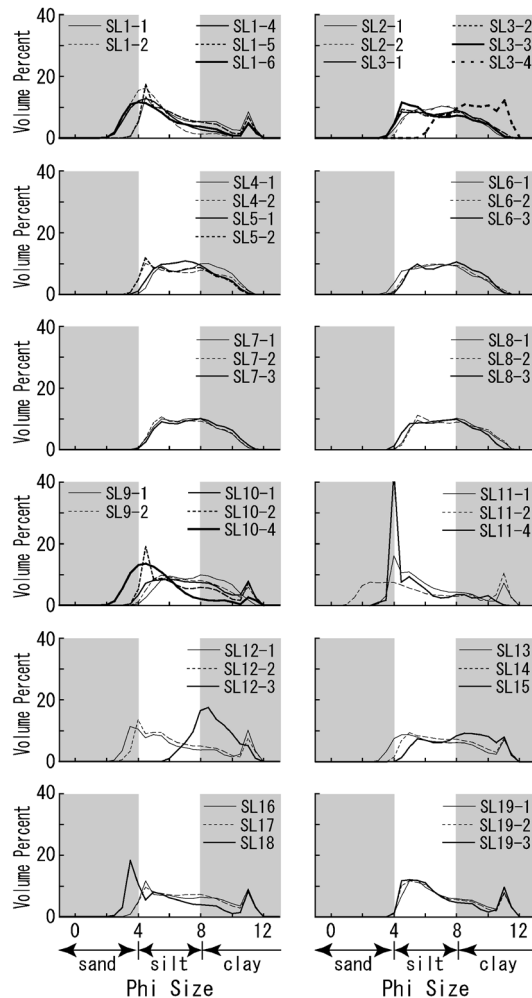 SL1-1 SL1-4
SL1-2 SL1-5
SL1-6
SL2-1 SL3-2
SL2-2 SL3-3
SL3-1 SL3-4
40
20
0
Volume Percent
SL4-1
SL4-2
SL5-1
SL5-2
SL6-1
SL6-2
SL6-3
40
20
0
Volume Percent
SL7-1
SL7-2
SL7-3
SL8-1
SL8-2
SL8-3
40
20
0
Volume Percent
SL9-1 SL10-1
SL9-2 SL10-2
SL10-4
SL11-1
SL11-2
SL11-4
40
20
0
Volume Percent
SL12-1
SL12-2
SL12-3
SL13
SL14
SL15
40
20
0
Volume Percent
SL16
SL17
SL18
SL19-1
SL19-2
SL19-3
40
20
0
Volume Percent
0 4 8 12 0 4 8 12
sand silt clay sand silt clay
Phi Size Phi Size